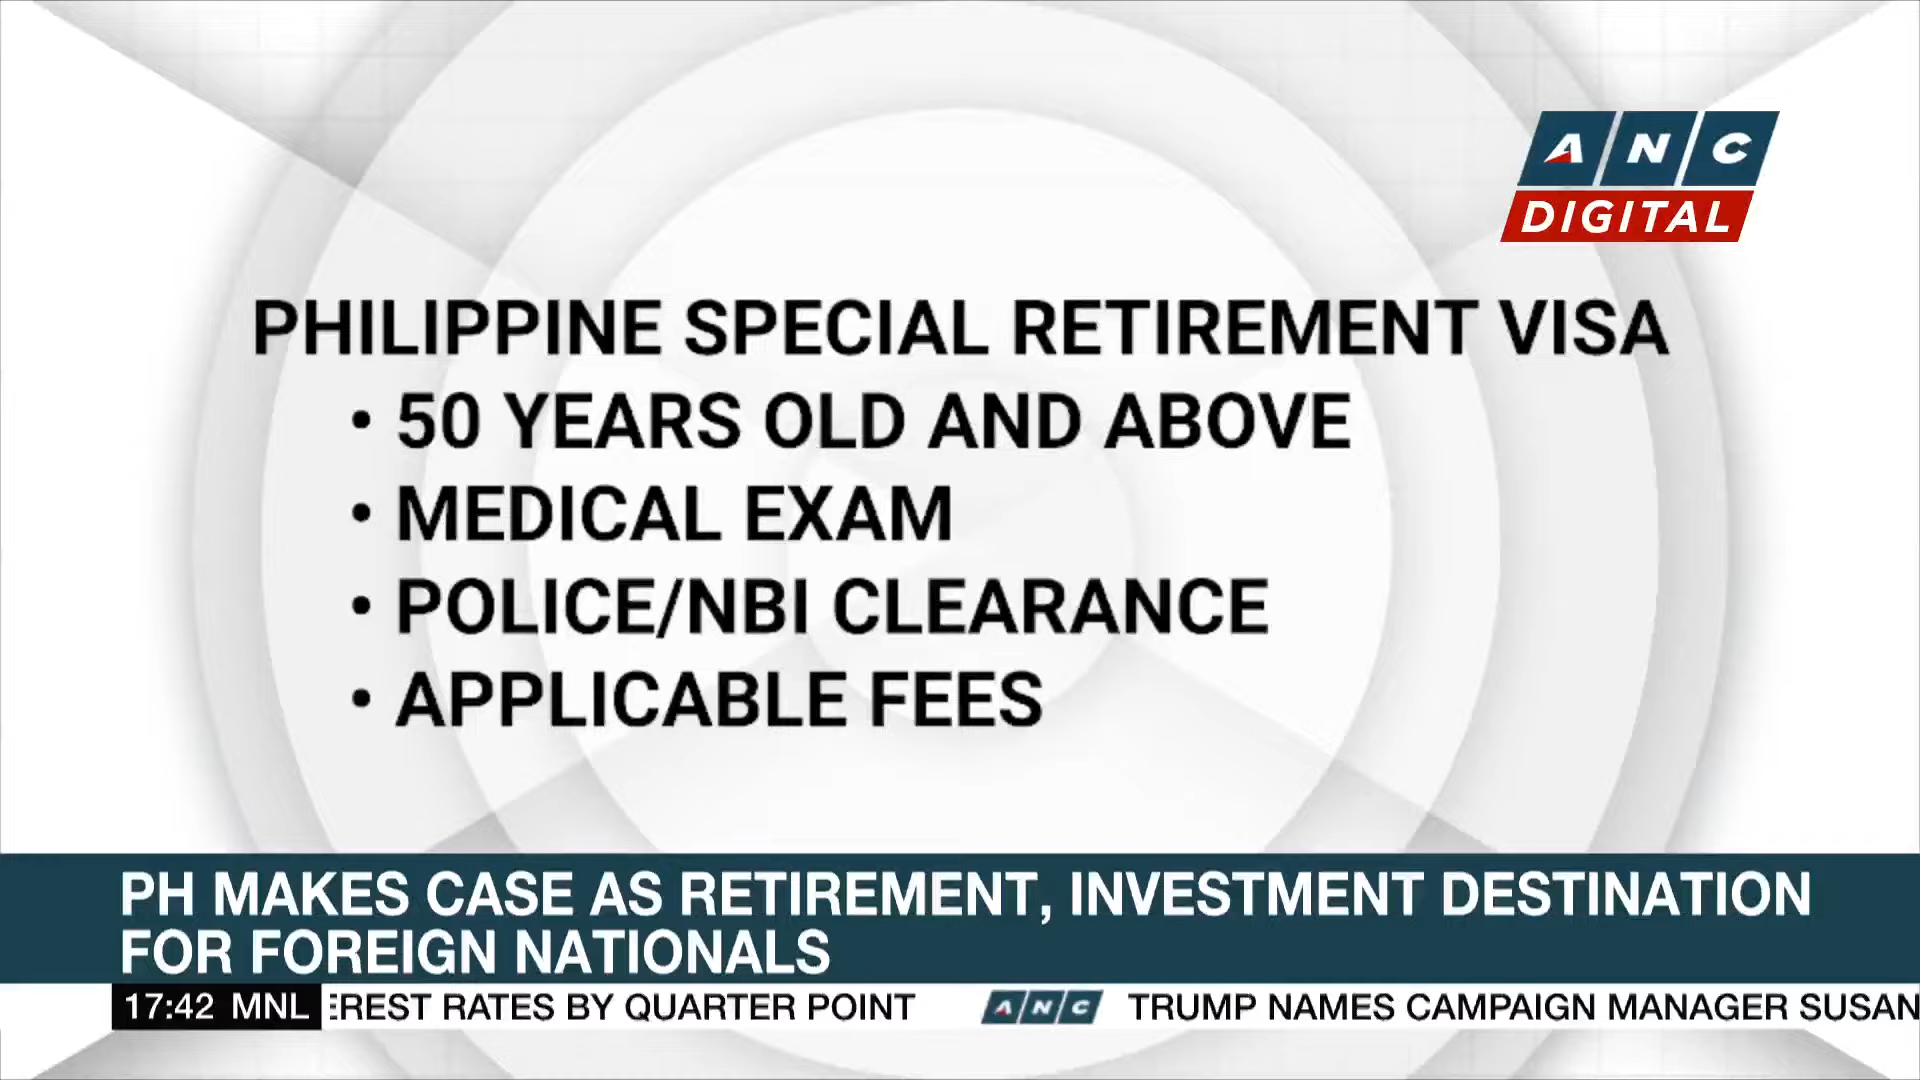 ANC
DIGITAL
PHILIPPINE SPECIAL RETIREMENT VISA
• 50 YEARS OLD AND ABOVE
• MEDICAL EXAM
• POLICE/NBI CLEARANCE
• APPLICABLE FEES
PH MAKES CASE AS RETIREMENT, INVESTMENT DESTINATION
FOR FOREIGN NATIONALS
17:42 MNL EREST RATES BY QUARTER POINT ANC TRUMP NAMES CAMPAIGN MANAGER SUSAN